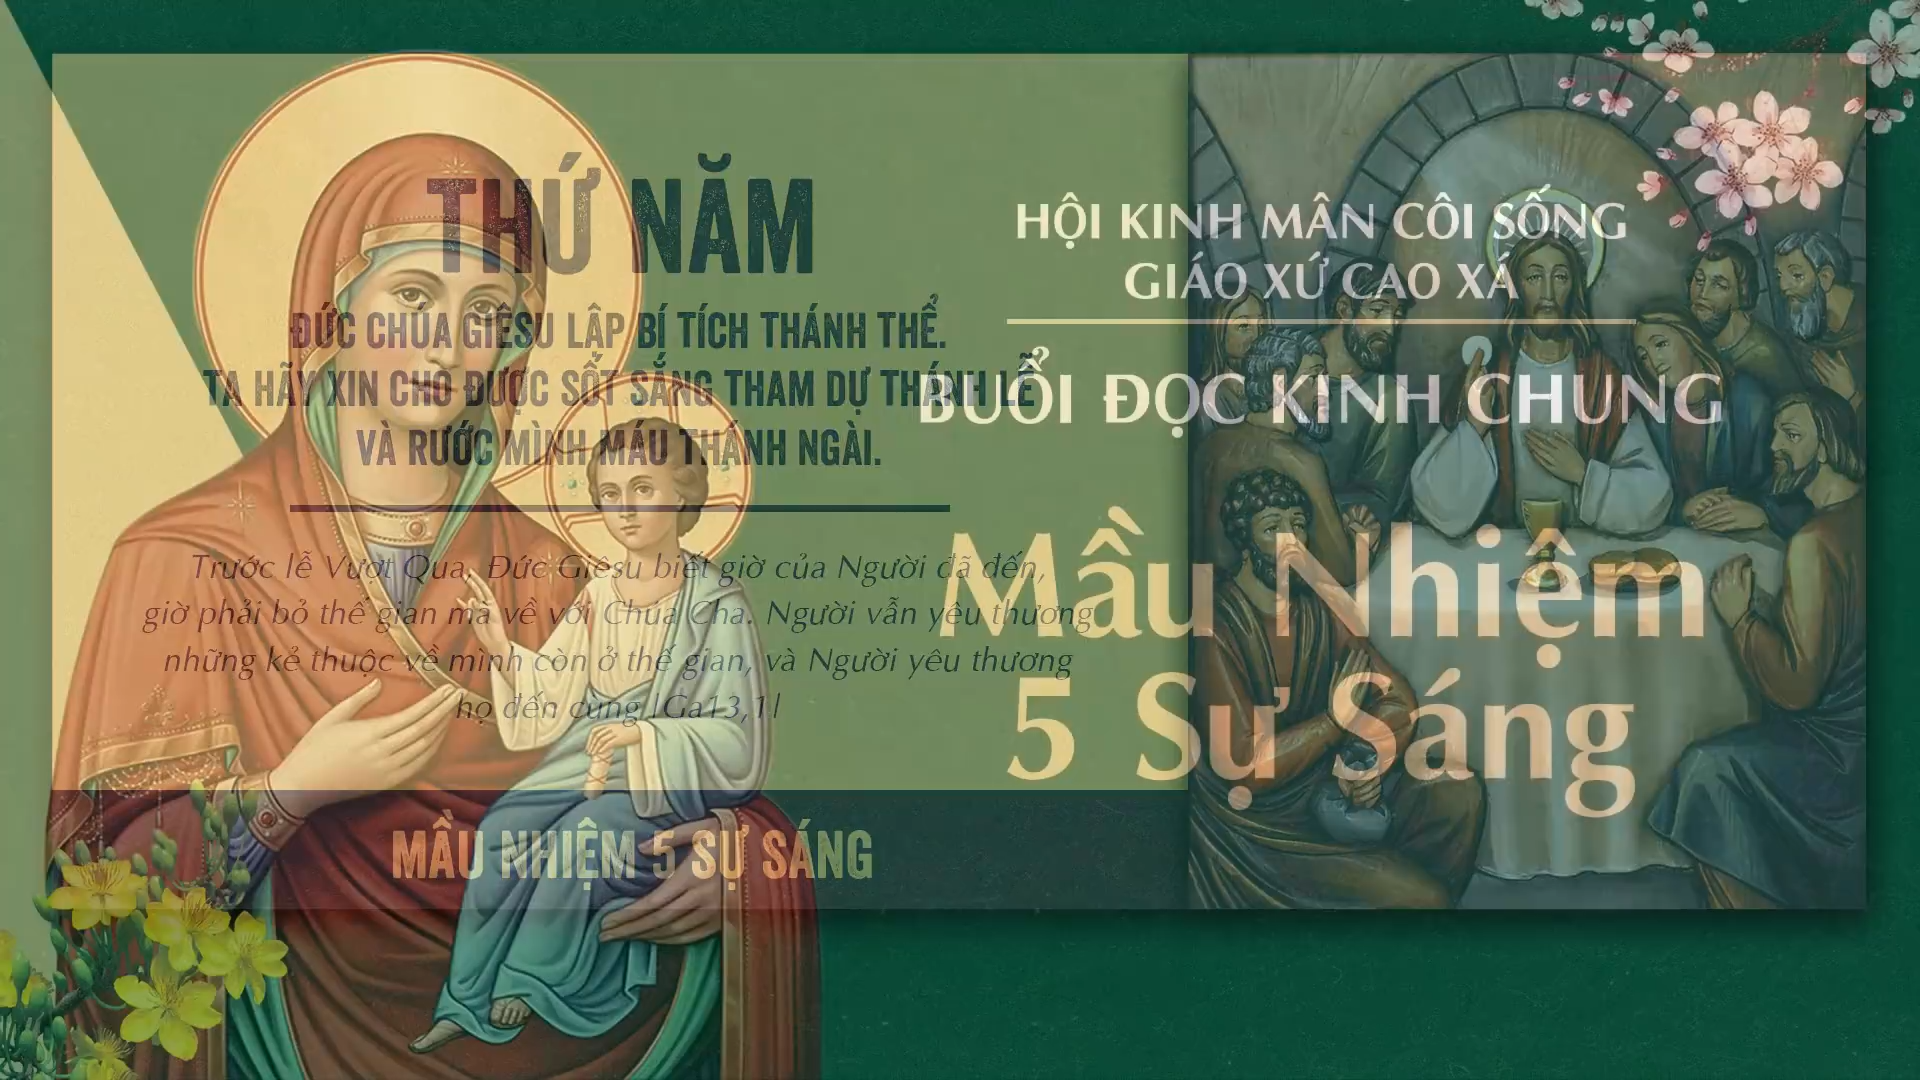 THỨ NĂM
ĐỨC CHÚA GIÊSU LẬP BÍ TÍCH THÁNH THỂ.
TA HÃY XIN CHO ĐƯỢC SỐT SẮNG THAM DỰ THÁNH LỄ
VÀ RƯỚC MÌNH MÁU THÁNH NGÀI.
Trước lễ Vượt Qua, Đức Giêsu biết giờ của Người đã đến,
giờ phải bỏ thế gian mà về với Chúa Cha. Người vẫn yêu thương
những kẻ thuộc về mình còn ở thế gian, và Người yêu thương
họ đến cùng |Ga13,1|
MẦU NHIỆM 5 SỰ SÁNG
HỘI KINH MÂN CÔI SỐNG
GIÁO XỨ CAO XÁ
BUỔI ĐỌC KINH CHUNG
Mầu Nhiệm
5 Sự Sáng